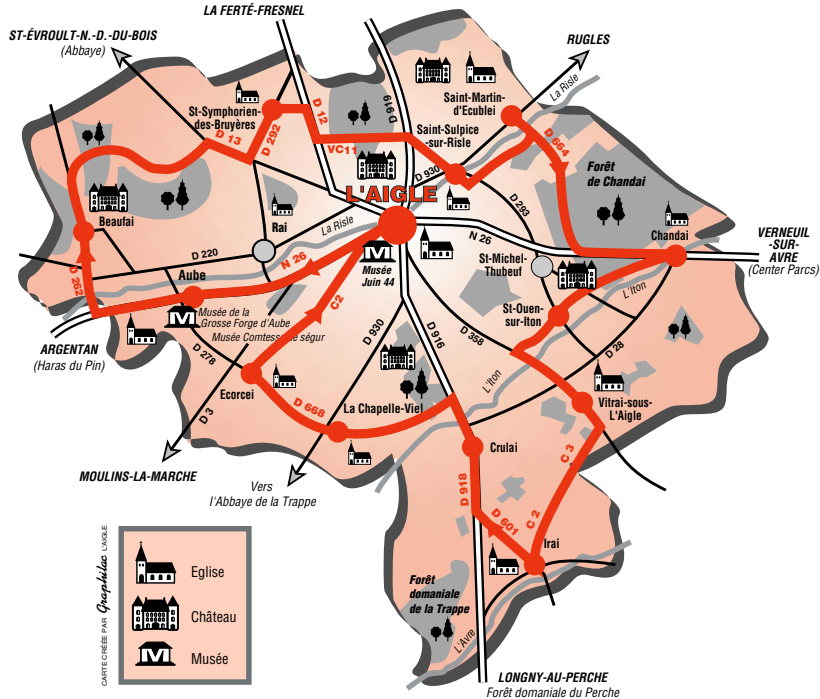 LA FERTÉ-FRESNEL
ST-ÉVROULT-N.-D.-DU-BOIS
(Abbaye)
RUGLES
La Risle
D 919
Saint-Martin-
d'Ecublei
St-Symphorien-
des-Bruyères
D 12
D 13
D 292
VC11
Saint-Sulpice
-sur-Risle
D 930
D 664
Forêt
de Chandai
L'AIGLE
D 293
Beaufai
Rai
La Risle
N 26
Chandai
VERNEUIL
-SUR-
AVRE
(Center Parcs)
D 220
N 26
Musée
Juin 44
St-Michel-
Thubeuf
D 262
Aube
C2
L'Iton
St-Ouen-
sur-Iton
Musée de la
Grosse Forge d'Aube
Musée Comtesse de ségur
ARGENTAN
(Haras du Pin)
D 278
D 930
D 916
D 358
D 28
L'Iton
Ecorcei
D 3
D 668
La Chapelle-Viel
Vitrai-sous-
L'Aigle
MOULINS-LA-MARCHE
Vers
l'Abbaye de la Trappe
Crulai
C 3
D 918
D 601
C 2
Irai
Forêt
domaniale
de la Trappe
L'Avre
LONGNY-AU-PERCHE
Forêt domaniale du Perche
Eglise
Château
M Musée
CARTE CRÉÉE PAR Graphilac L'AIGLE